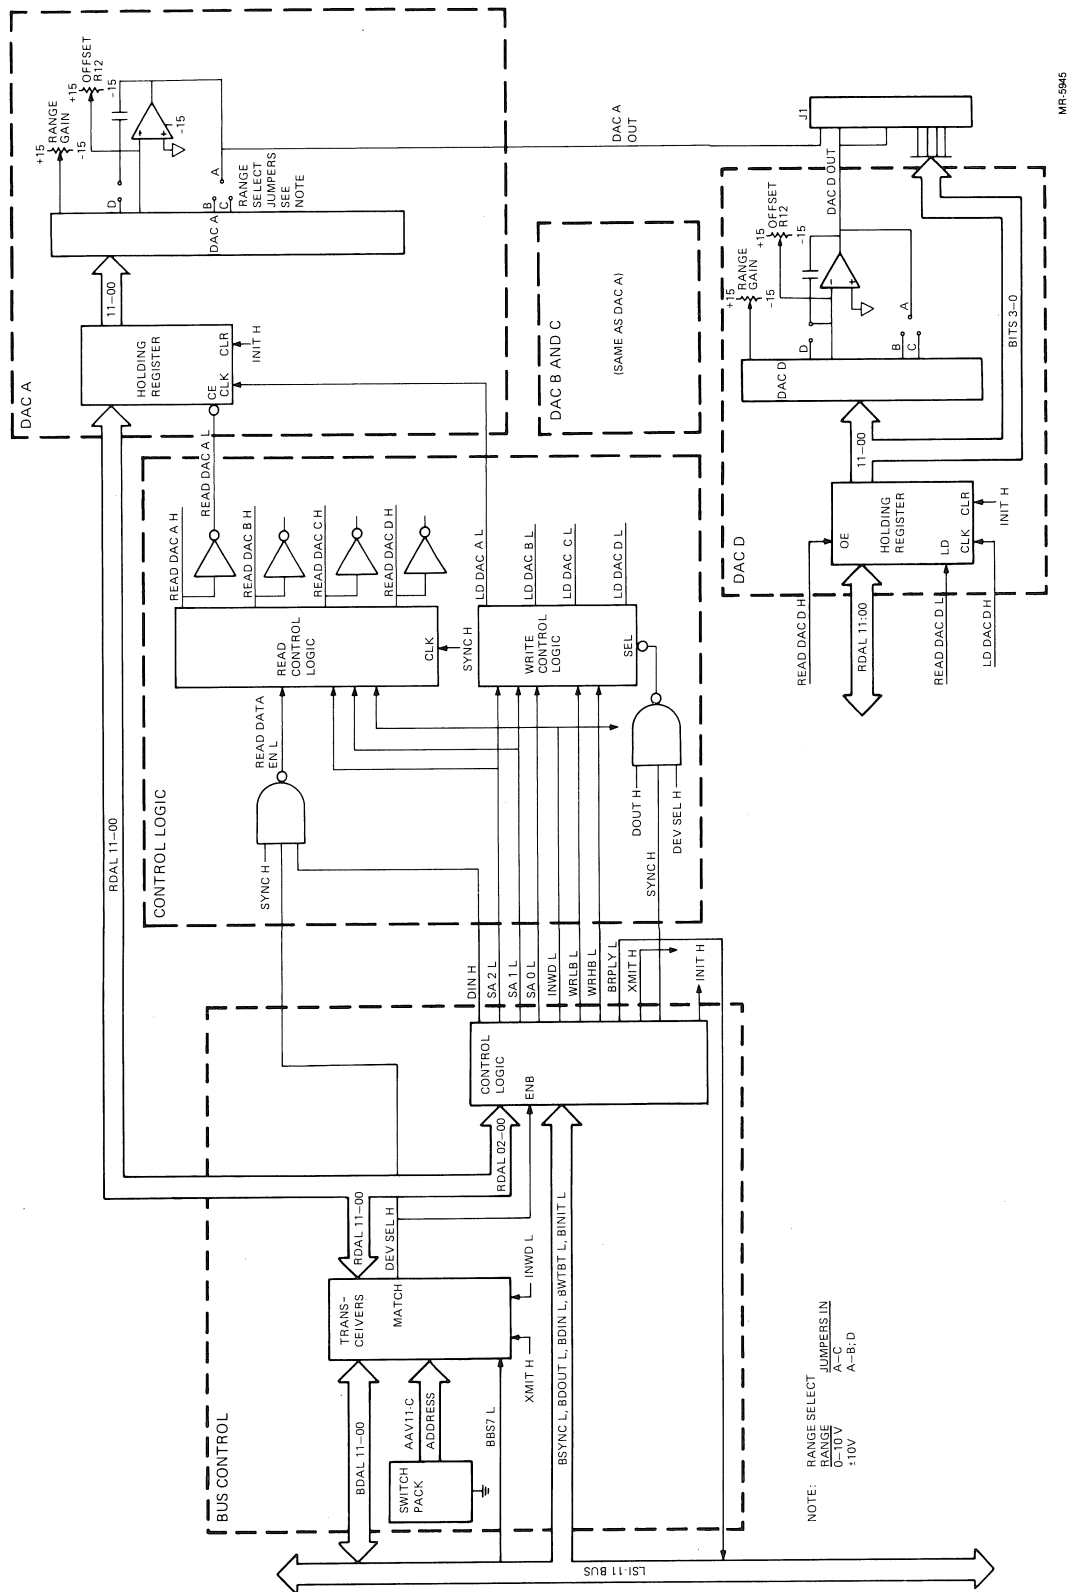 DAC A
+15
RANGE
GAIN
-15
+15
OFFSET
R12
-15
-15
D
DAC A
B
C
A
RANGE
SELECT
JUMPERS
SEE
NOTE
11-00
HOLDING
REGISTER
CE
CLK
CLR
INIT H
DAC A
OUT
J1
RDAL 11-00
READ DAC A L
CONTROL LOGIC
READ DAC A H
READ DAC B H
READ DAC C H
READ DAC D H
LD DAC A L
LD DAC B L
LD DAC C L
LD DAC D L
READ
CONTROL
LOGIC
CLK
SYNC H
WRITE
CONTROL
LOGIC
SEL
READ DATA
EN L
SYNC H
DOUT H
SYNC H
DEV SEL H
DAC B AND C
(SAME AS DAC A)
DAC D
+15
RANGE
GAIN
-15
+15
OFFSET
R12
-15
D
DAC D
B
C
A
DAC D OUT
BITS 3-0
11-00
OE
HOLDING
REGISTER
LD
CLK
CLR
INIT H
READ DAC D H
RDAL 11:00
READ DAC D L
LD DAC D H
BUS CONTROL
DIN H
SA 2 L
SA 1 L
SA 0 L
INWD L
WRLB L
WRHB L
BRPLY L
XMIT H
INIT H
CONTROL
LOGIC
ENB
RDAL 02-00
RDAL 11-00
DEV SEL H
TRANS-
CEIVERS
MATCH
INWD L
XMIT H
BDAL 11-00
AAV11-C
ADDRESS
SWITCH
PACK
BBS7 L
BSYNC L, BDOUT L, BDIN L, BWTBT L, BINIT L
LSI-11 BUS
NOTE: RANGE SELECT
RANGE JUMPERS IN
0-10 V A-C
±10V A-B; D
MR-5945